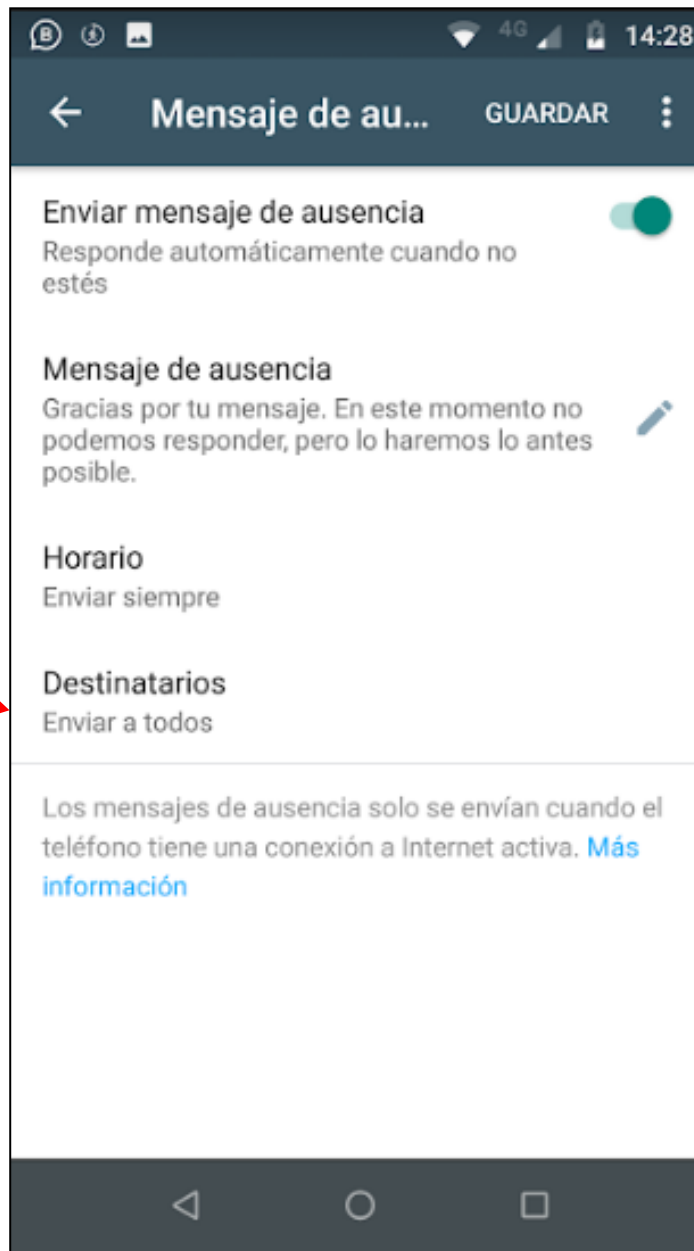 4G 14:28
Mensaje de au... GUARDAR
Enviar mensaje de ausencia
Responde automáticamente cuando no
estés
Mensaje de ausencia
Gracias por tu mensaje. En este momento no
podemos responder, pero lo haremos lo antes
posible.
Horario
Enviar siempre
Destinatarios
Enviar a todos
Los mensajes de ausencia solo se envían cuando el
teléfono tiene una conexión a Internet activa. Más
información